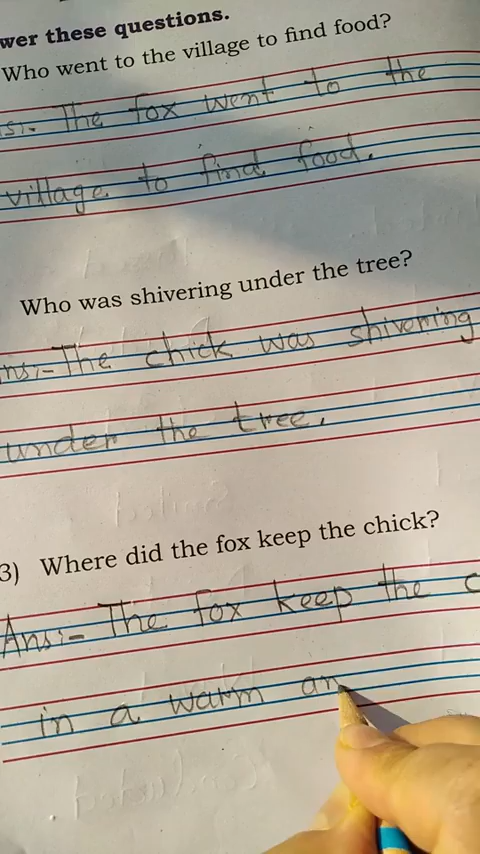 wer these questions.
Who went to the village to find food?
s:- The fox went to the
village to find food.
Who was shivering under the tree?
ns:- The chick was shivering
under the tree.
3) Where did the fox keep the chick?
Ans:- The fox keep the c
in a warm an